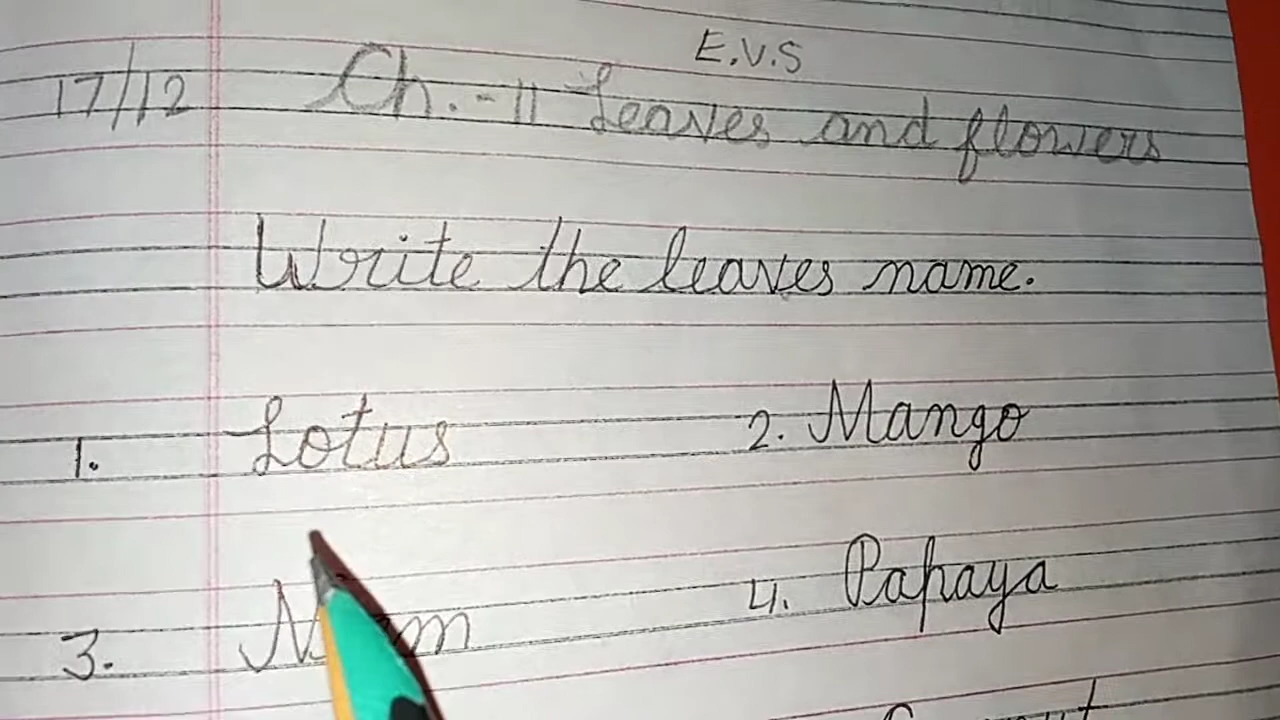 E.V.S
17/12 Ch.-11 Leaves and flowers
Write the leaves name.
1. Lotus 2. Mango
3. 4. Papaya